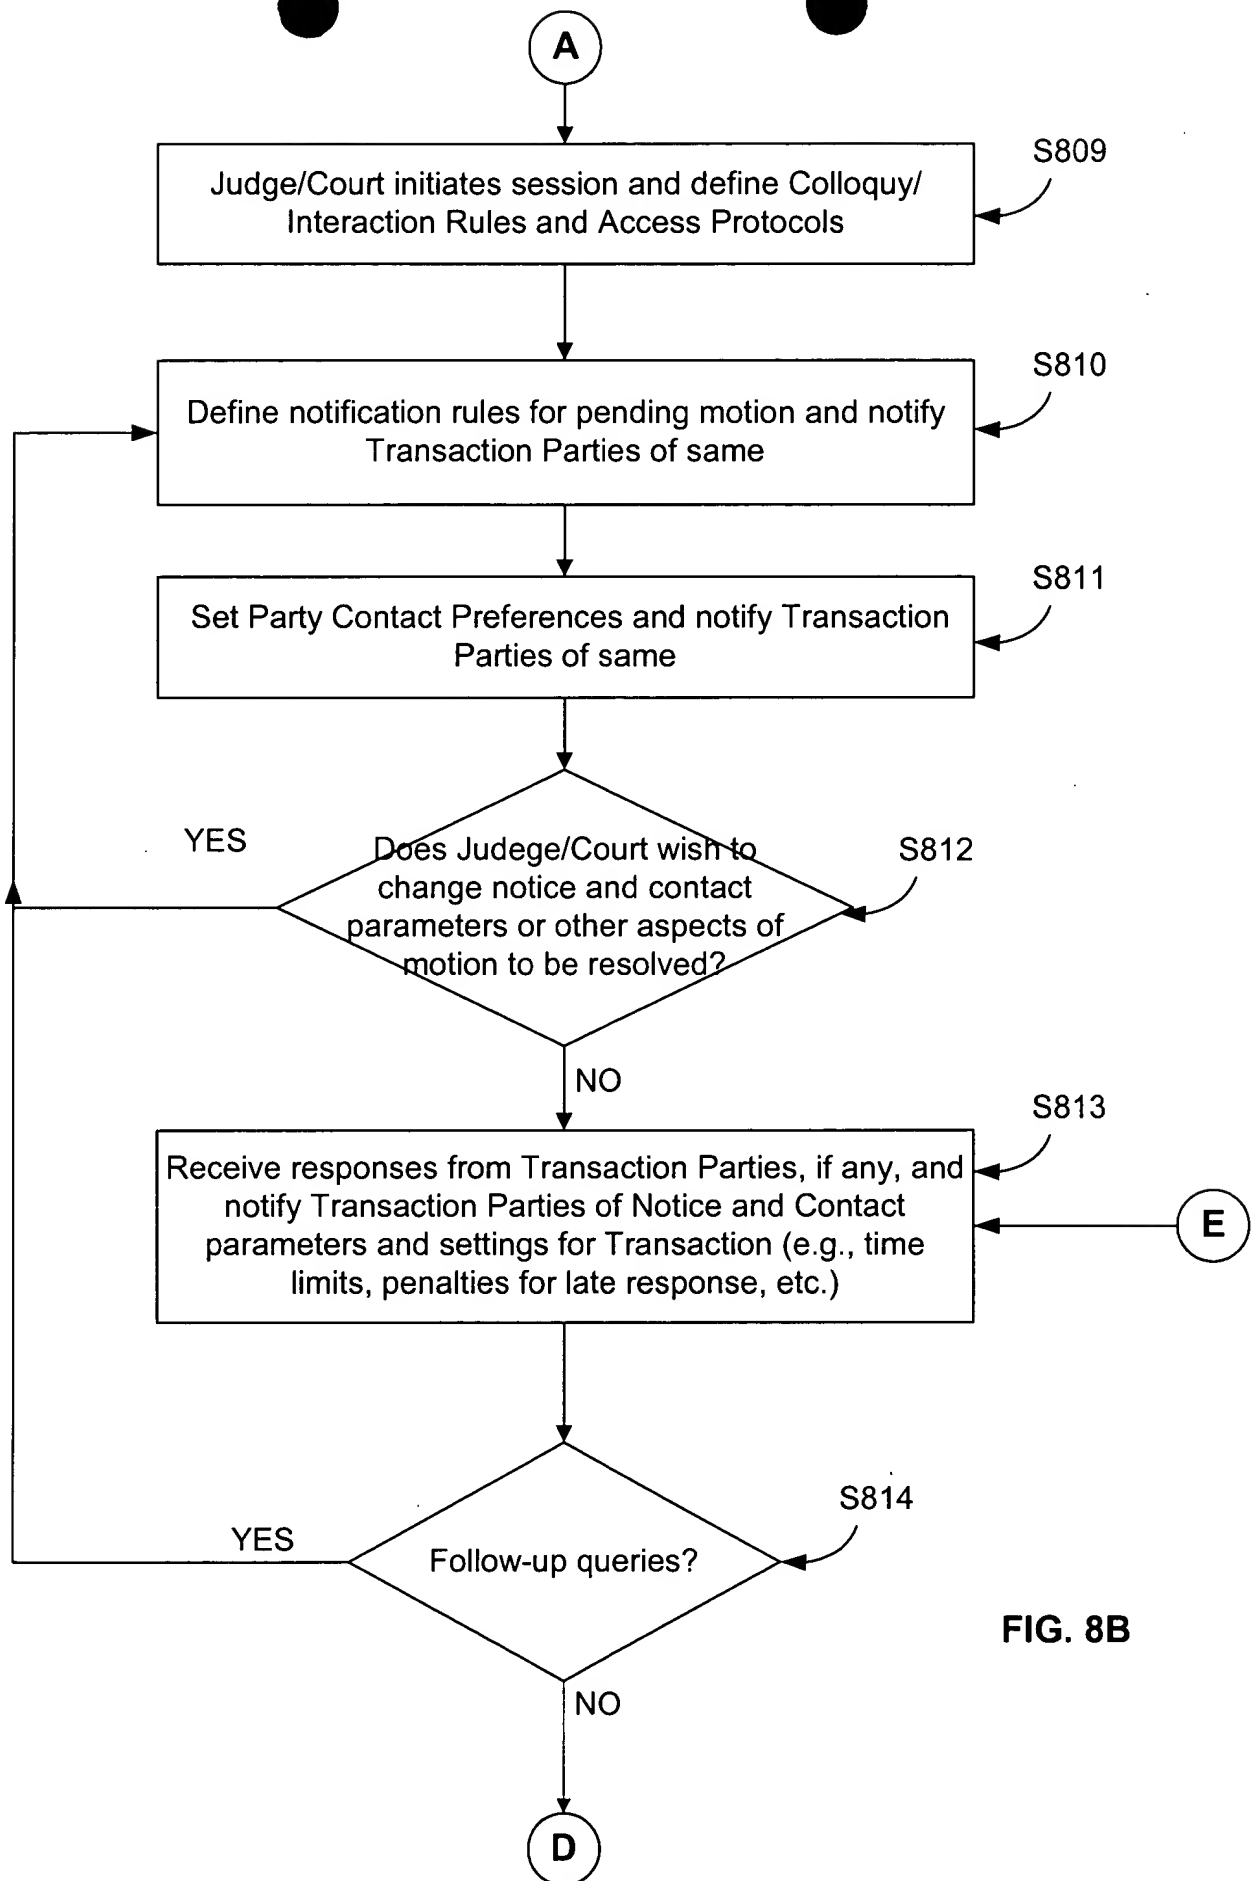 A
S809
Judge/Court initiates session and define Colloquy/
Interaction Rules and Access Protocols
S810
Define notification rules for pending motion and notify
Transaction Parties of same
S811
Set Party Contact Preferences and notify Transaction
Parties of same
YES
Does Judege/Court wish to
change notice and contact
parameters or other aspects of
motion to be resolved?
S812
NO
S813
Receive responses from Transaction Parties, if any, and
notify Transaction Parties of Notice and Contact
parameters and settings for Transaction (e.g., time
limits, penalties for late response, etc.)
E
S814
YES
Follow-up queries?
FIG. 8B
NO
D